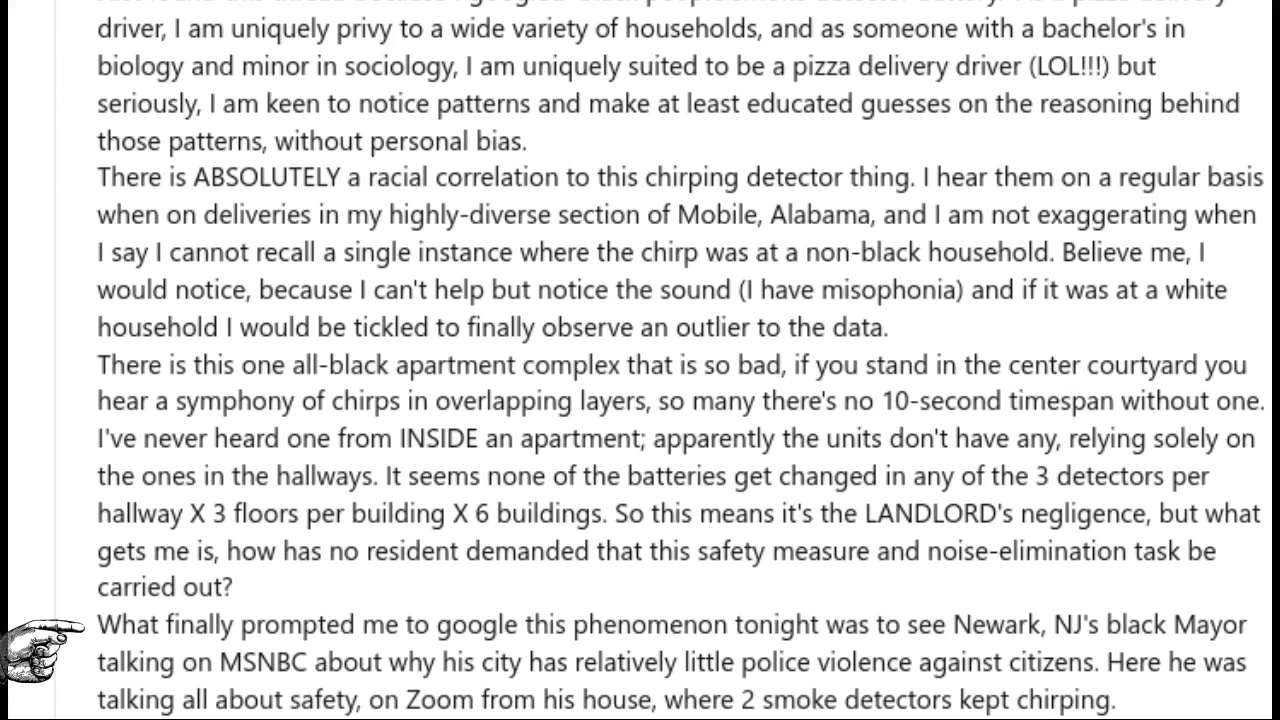 driver, I am uniquely privy to a wide variety of households, and as someone with a bachelor's in
biology and minor in sociology, I am uniquely suited to be a pizza delivery driver (LOL!!!) but
seriously, I am keen to notice patterns and make at least educated guesses on the reasoning behind
those patterns, without personal bias.
There is ABSOLUTELY a racial correlation to this chirping detector thing. I hear them on a regular basis
when on deliveries in my highly-diverse section of Mobile, Alabama, and I am not exaggerating when
I say I cannot recall a single instance where the chirp was at a non-black household. Believe me, I
would notice, because I can't help but notice the sound (I have misophonia) and if it was at a white
household I would be tickled to finally observe an outlier to the data.
There is this one all-black apartment complex that is so bad, if you stand in the center courtyard you
hear a symphony of chirps in overlapping layers, so many there's no 10-second timespan without one.
I've never heard one from INSIDE an apartment; apparently the units don't have any, relying solely on
the ones in the hallways. It seems none of the batteries get changed in any of the 3 detectors per
hallway X 3 floors per building X 6 buildings. So this means it's the LANDLORD's negligence, but what
gets me is, how has no resident demanded that this safety measure and noise-elimination task be
carried out?
What finally prompted me to google this phenomenon tonight was to see Newark, NJ's black Mayor
talking on MSNBC about why his city has relatively little police violence against citizens. Here he was
talking all about safety, on Zoom from his house, where 2 smoke detectors kept chirping.